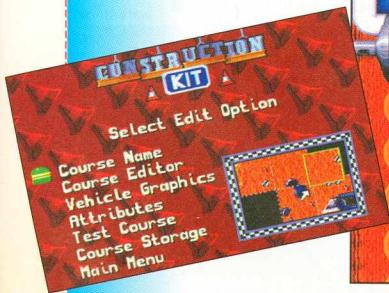 CONSTRUCTION
KIT
Select Edit Option
Course Name
Course Editor
Vehicle Graphics
Attributes
Test Course
Course Storage
Main Menu